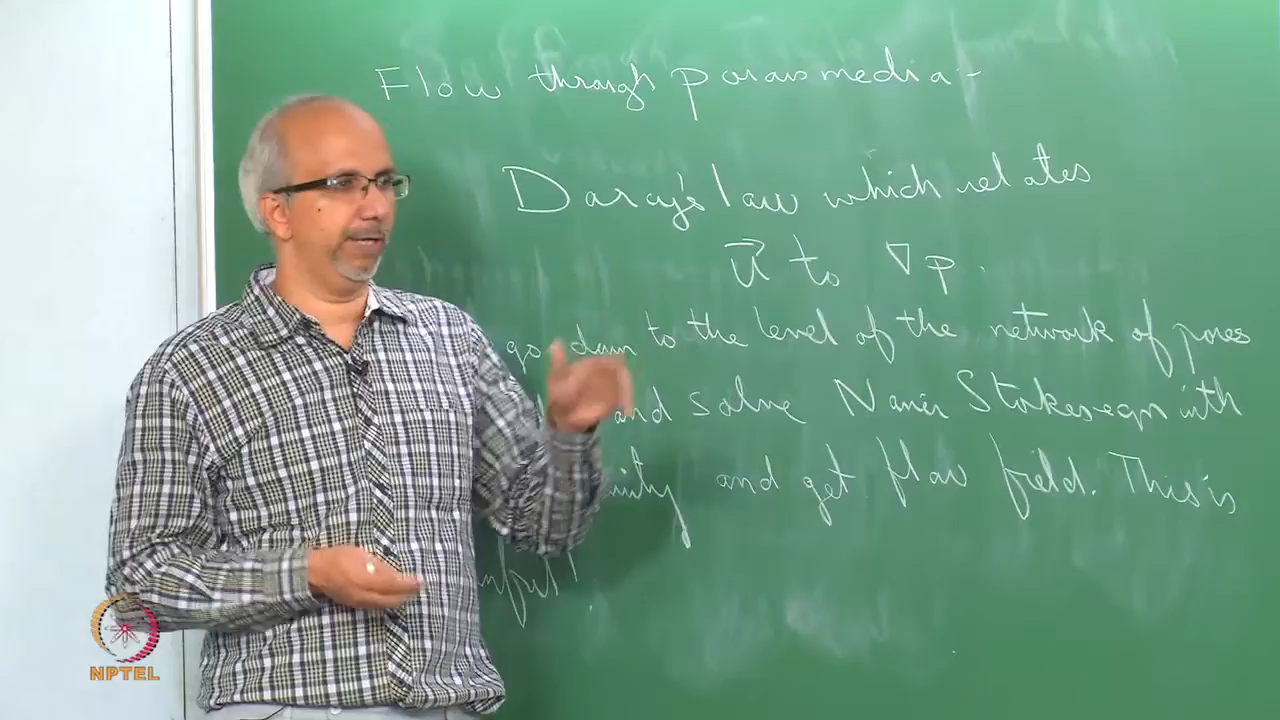 Flow through porous media :-
Darcy's law which relates
u⃗ to ∇p.
go down to the level of the network of pores
and solve Navier Stokes eqn with
and get flow field. This is
NPTEL